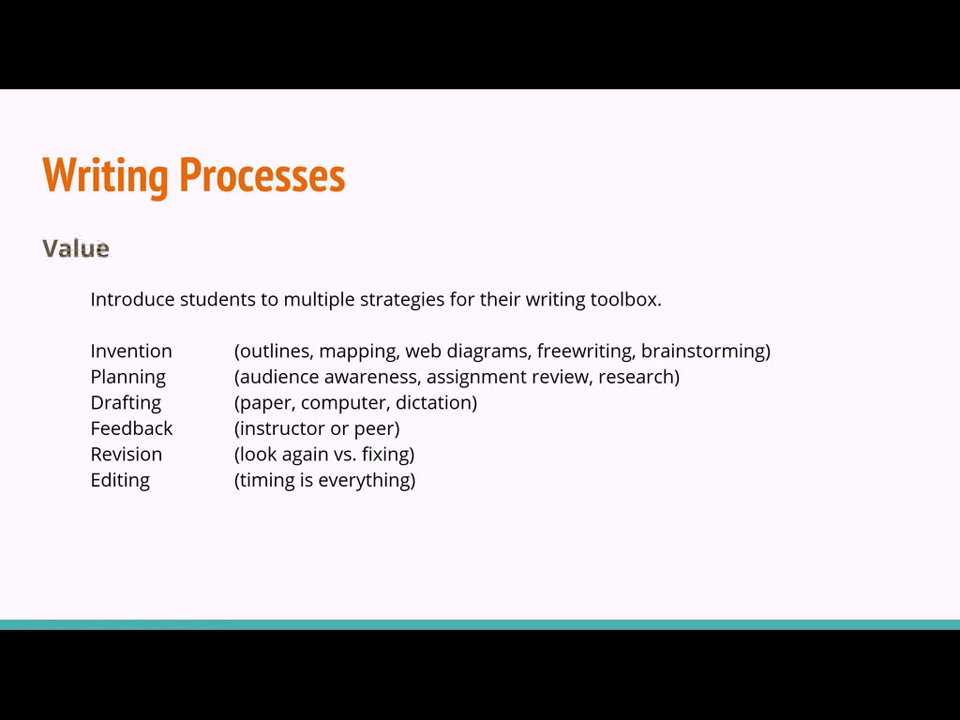 Writing Processes
Value
Introduce students to multiple strategies for their writing toolbox.
Invention (outlines, mapping, web diagrams, freewriting, brainstorming)
Planning (audience awareness, assignment review, research)
Drafting (paper, computer, dictation)
Feedback (instructor or peer)
Revision (look again vs. fixing)
Editing (timing is everything)